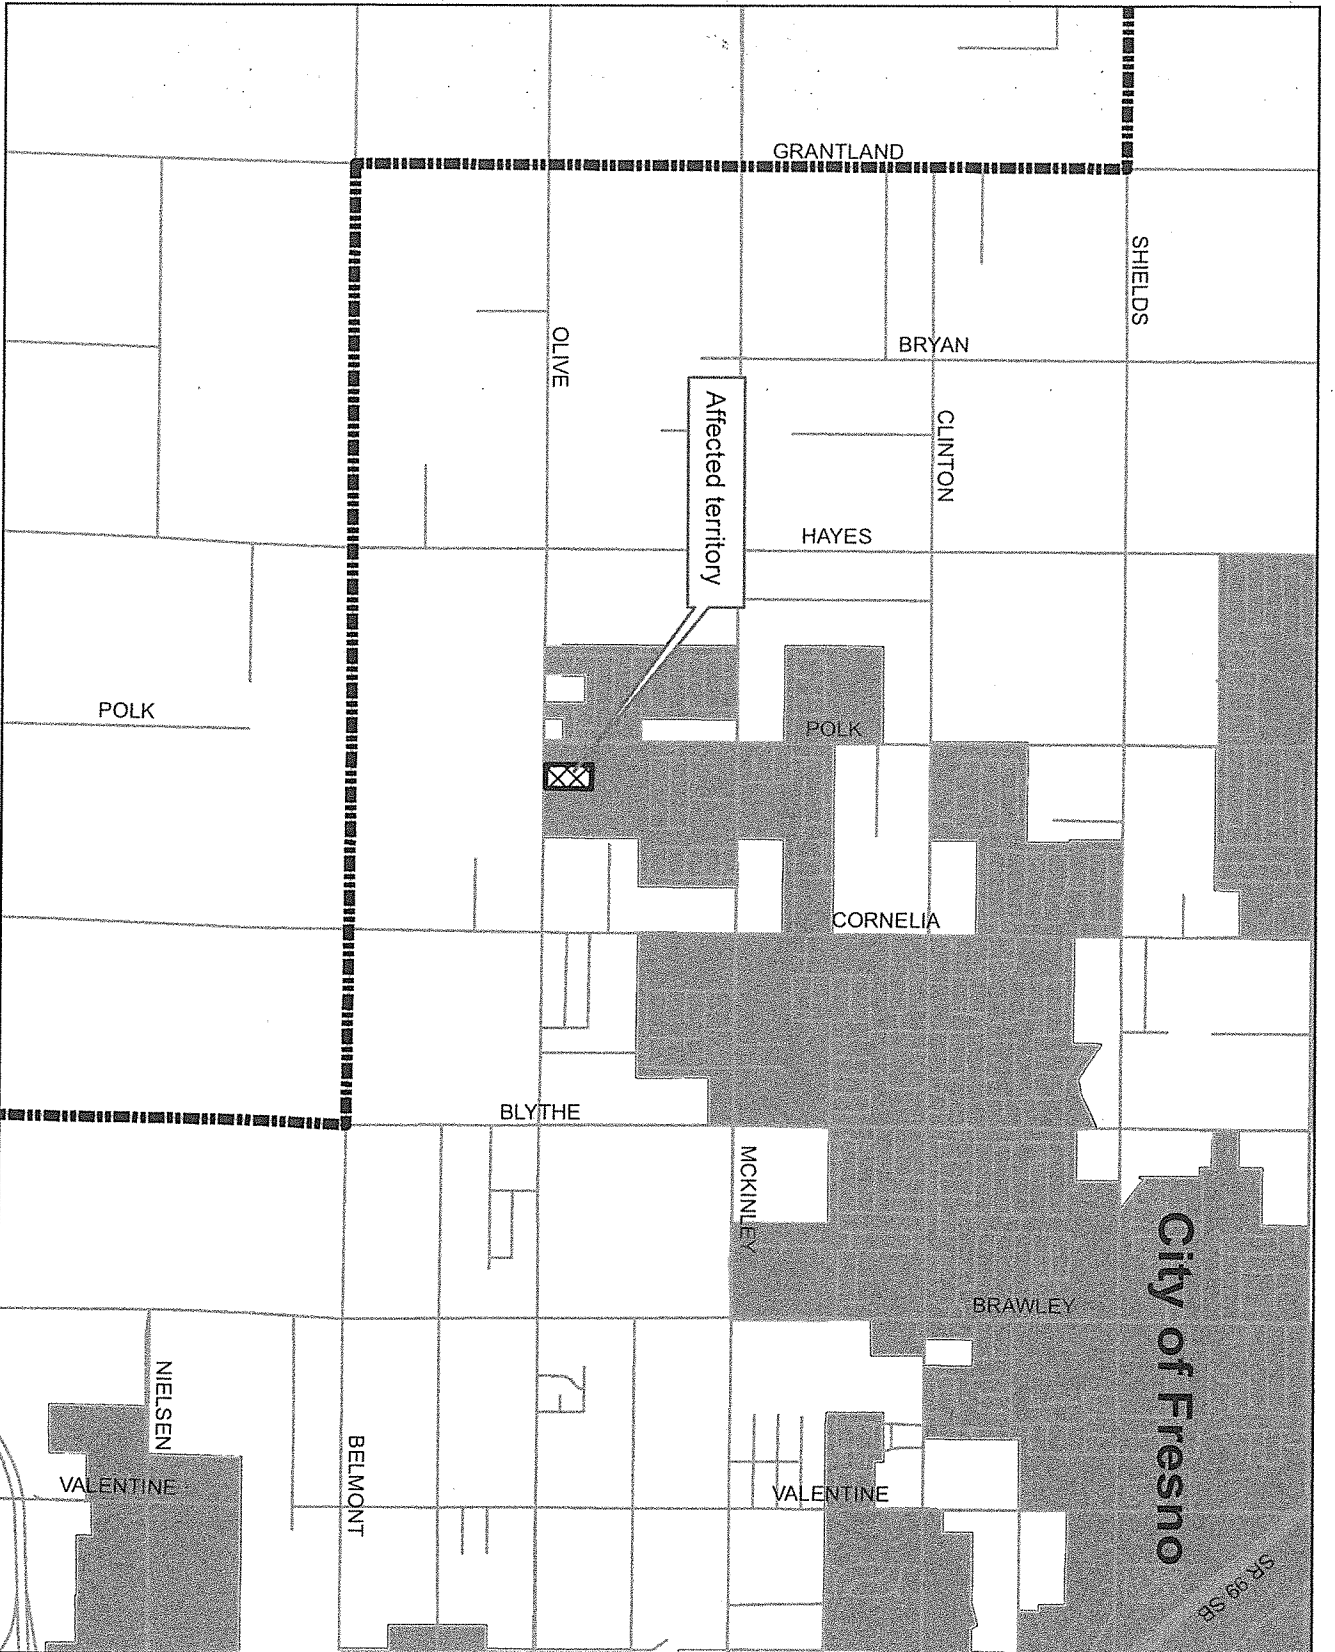 GRANTLAND
SHIELDS
OLIVE
BRYAN
Affected territory
CLINTON
HAYES
POLK
POLK
CORNELIA
BLYTHE
MCKINLEY
City of Fresno
BRAWLEY
NIELSEN
BELMONT
VALENTINE
VALENTINE
SR 99 SB